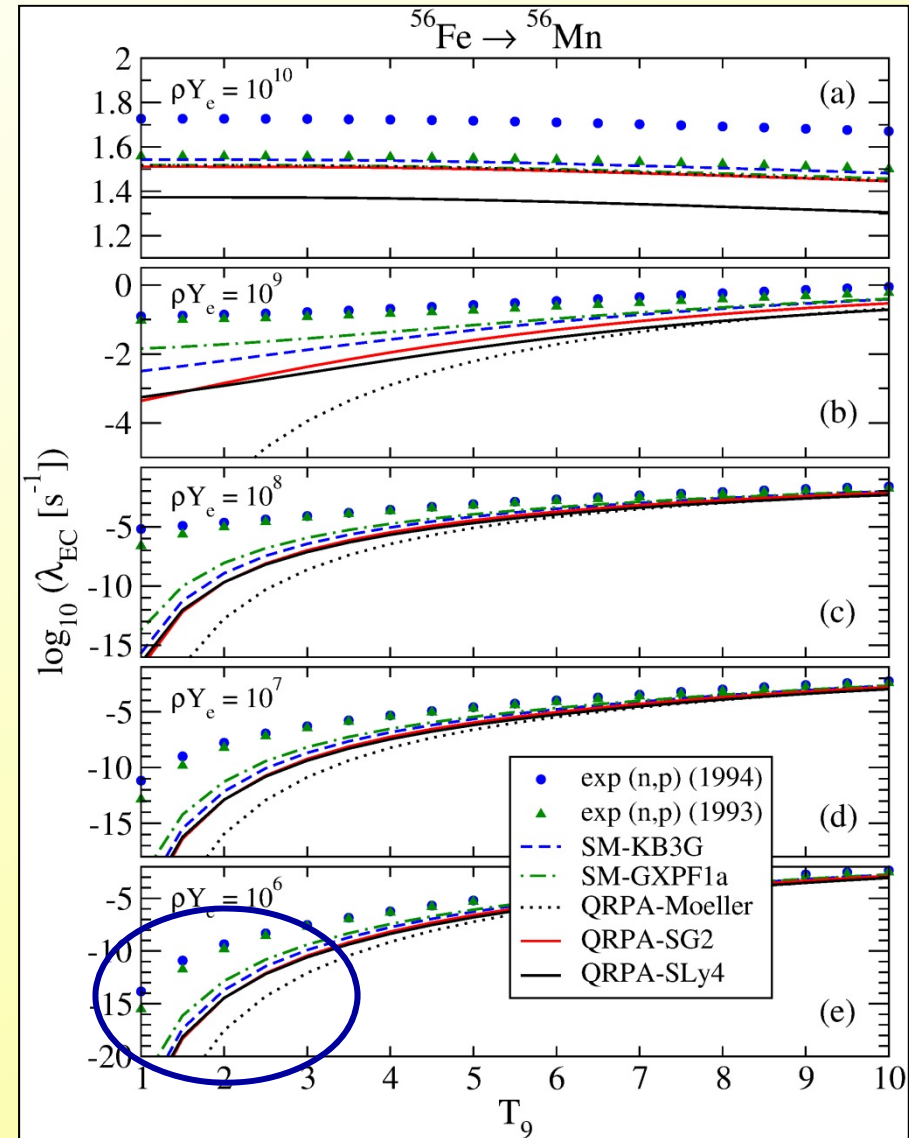 ⁵⁶Fe → ⁵⁶Mn
2
1.8
1.6
1.4
1.2
ρYₑ = 10¹⁰
(a)
0
-2
-4
ρYₑ = 10⁹
(b)
-5
-10
-15
ρYₑ = 10⁸
(c)
log₁₀ (λ_EC [s⁻¹])
-5
-10
-15
ρYₑ = 10⁷
(d)
exp (n,p) (1994)
exp (n,p) (1993)
SM-KB3G
SM-GXPF1a
QRPA-Moeller
QRPA-SG2
QRPA-SLy4
-5
-10
-15
-20
ρYₑ = 10⁶
(e)
1 2 3 4 5 6 7 8 9 10
T₉